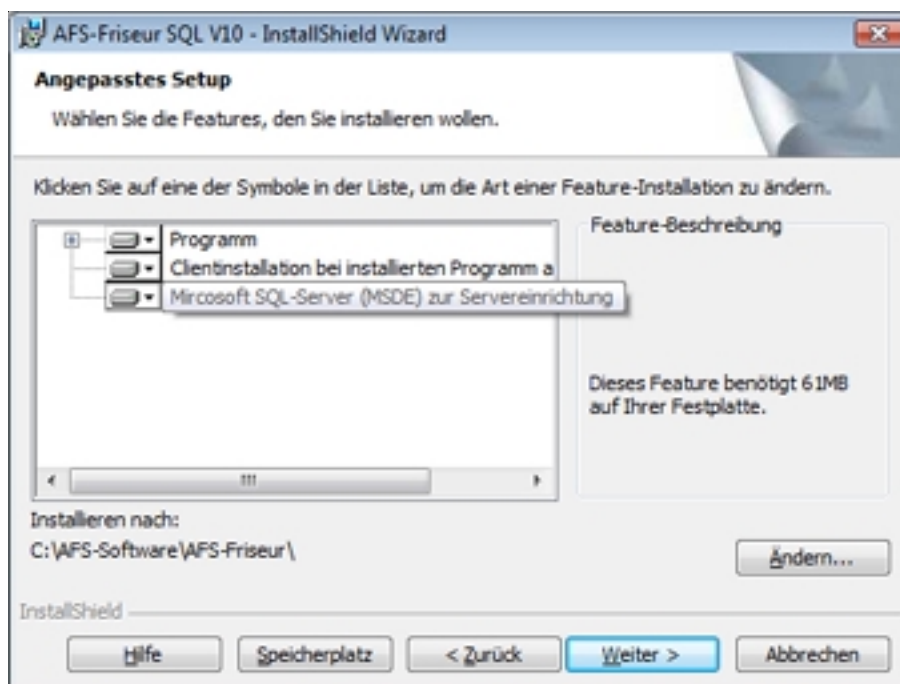 AFS-Friseur SQL V10 - InstallShield Wizard
Angepasstes Setup
Wählen Sie die Features, den Sie installieren wollen.
Klicken Sie auf eine der Symbole in der Liste, um die Art einer Feature-Installation zu ändern.
Programm
Clientinstallation bei installierten Programm a
Mircosoft SQL-Server (MSDE) zur Servereinrichtung
Feature-Beschreibung
Dieses Feature benötigt 61MB
auf Ihrer Festplatte.
Installieren nach:
C:\AFS-Software\AFS-Friseur\
Ändern...
InstallShield
Hilfe
Speicherplatz
< Zurück
Weiter >
Abbrechen